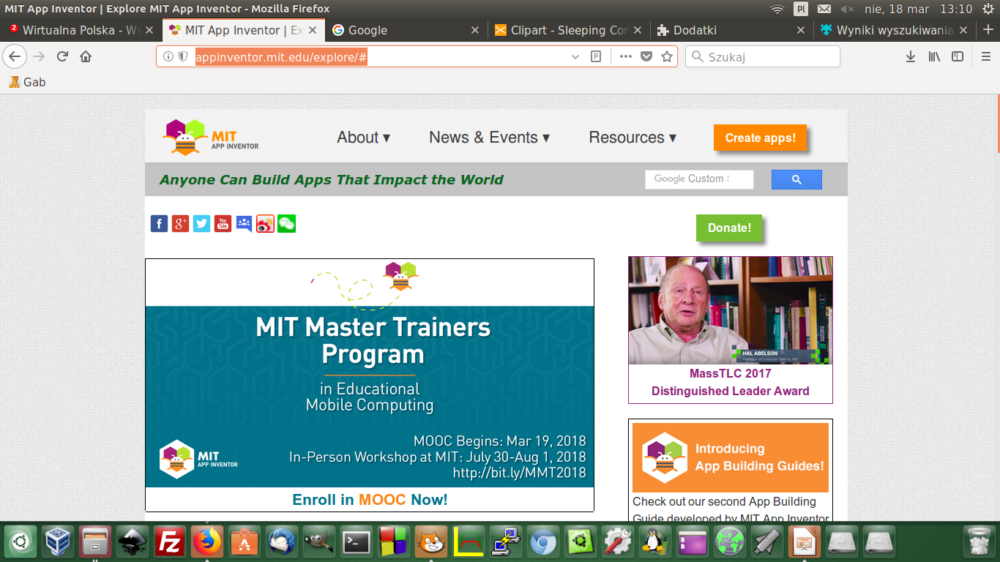 MIT App Inventor | Explore MIT App Inventor - Mozilla Firefox
Pl
nie, 18 mar 13:10
2 Wirtualna Polska - Ws
MIT App Inventor | Ex
Google
Clipart - Sleeping Con
Dodatki
Wyniki wyszukiwania
appinventor.mit.edu/explore/#
Szukaj
Gab
MIT
APP INVENTOR
About ▾
News & Events ▾
Resources ▾
Create apps!
Anyone Can Build Apps That Impact the World
Google Custom S
You
Tube
Donate!
MIT Master Trainers
Program
in Educational
Mobile Computing
MOOC Begins: Mar 19, 2018
In-Person Workshop at MIT: July 30-Aug 1, 2018
http://bit.ly/MMT2018
MIT
APP INVENTOR
Enroll in MOOC Now!
HAL ABELSON
Professor of Computer Science, MIT
MassTLC 2017
Distinguished Leader Award
Introducing
App Building Guides!
Check out our second App Building
Guide developed by MIT App Inventor